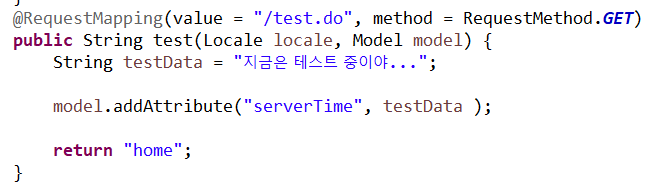 }
@RequestMapping(value = "/test.do", method = RequestMethod.GET)
public String test(Locale locale, Model model) {
    String testData = "지금은 테스트 중이야...";

    model.addAttribute("serverTime", testData );

    return "home";
}